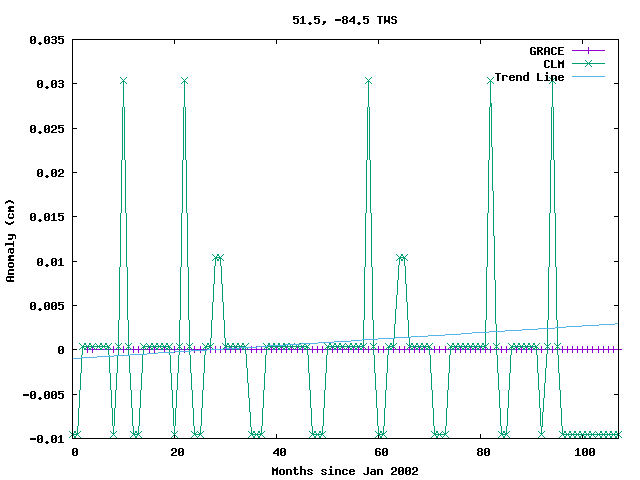 51.5, -84.5 TWS
GRACE
CLM
Trend Line
0.035
0.03
0.025
0.02
0.015
0.01
0.005
0
-0.005
-0.01
Anomaly (cm)
0 20 40 60 80 100
Months since Jan 2002